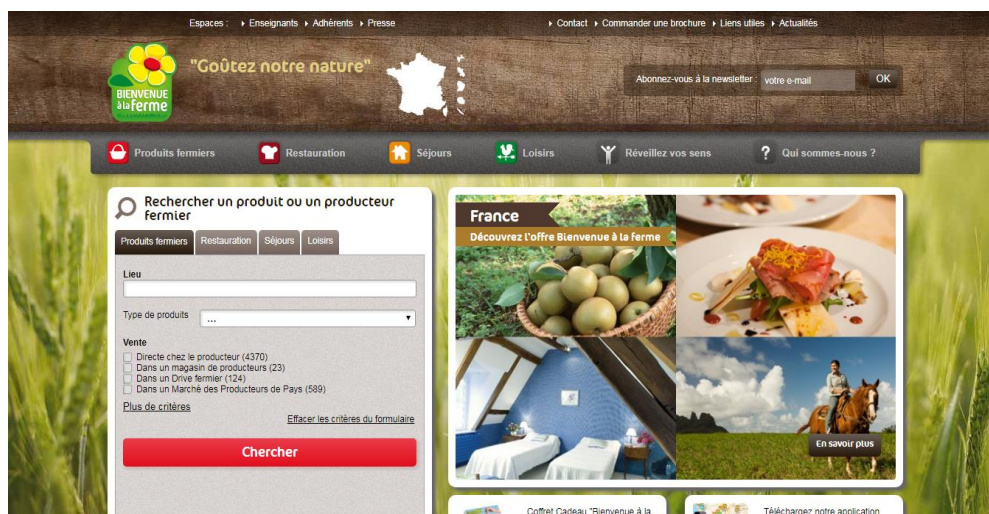 Espaces : Enseignants Adhérents Presse
Contact Commander une brochure Liens utiles Actualités
BIENVENUE
à la ferme
"Goûtez notre nature"
Abonnez-vous à la newsletter : votre e-mail OK
Produits fermiers Restauration Séjours Loisirs Réveillez vos sens ? Qui sommes-nous ?
Rechercher un produit ou un producteur
fermier
Produits fermiers Restauration Séjours Loisirs
Lieu
Type de produits ...
Vente
Directe chez le producteur (4370)
Dans un magasin de producteurs (23)
Dans un Drive fermier (124)
Dans un Marché des Producteurs de Pays (589)
Plus de critères
Effacer les critères du formulaire
Chercher
France
Découvrez l'offre Bienvenue à la ferme
En savoir plus
Coffret Cadeau "Bienvenue à la
Téléchargez notre application